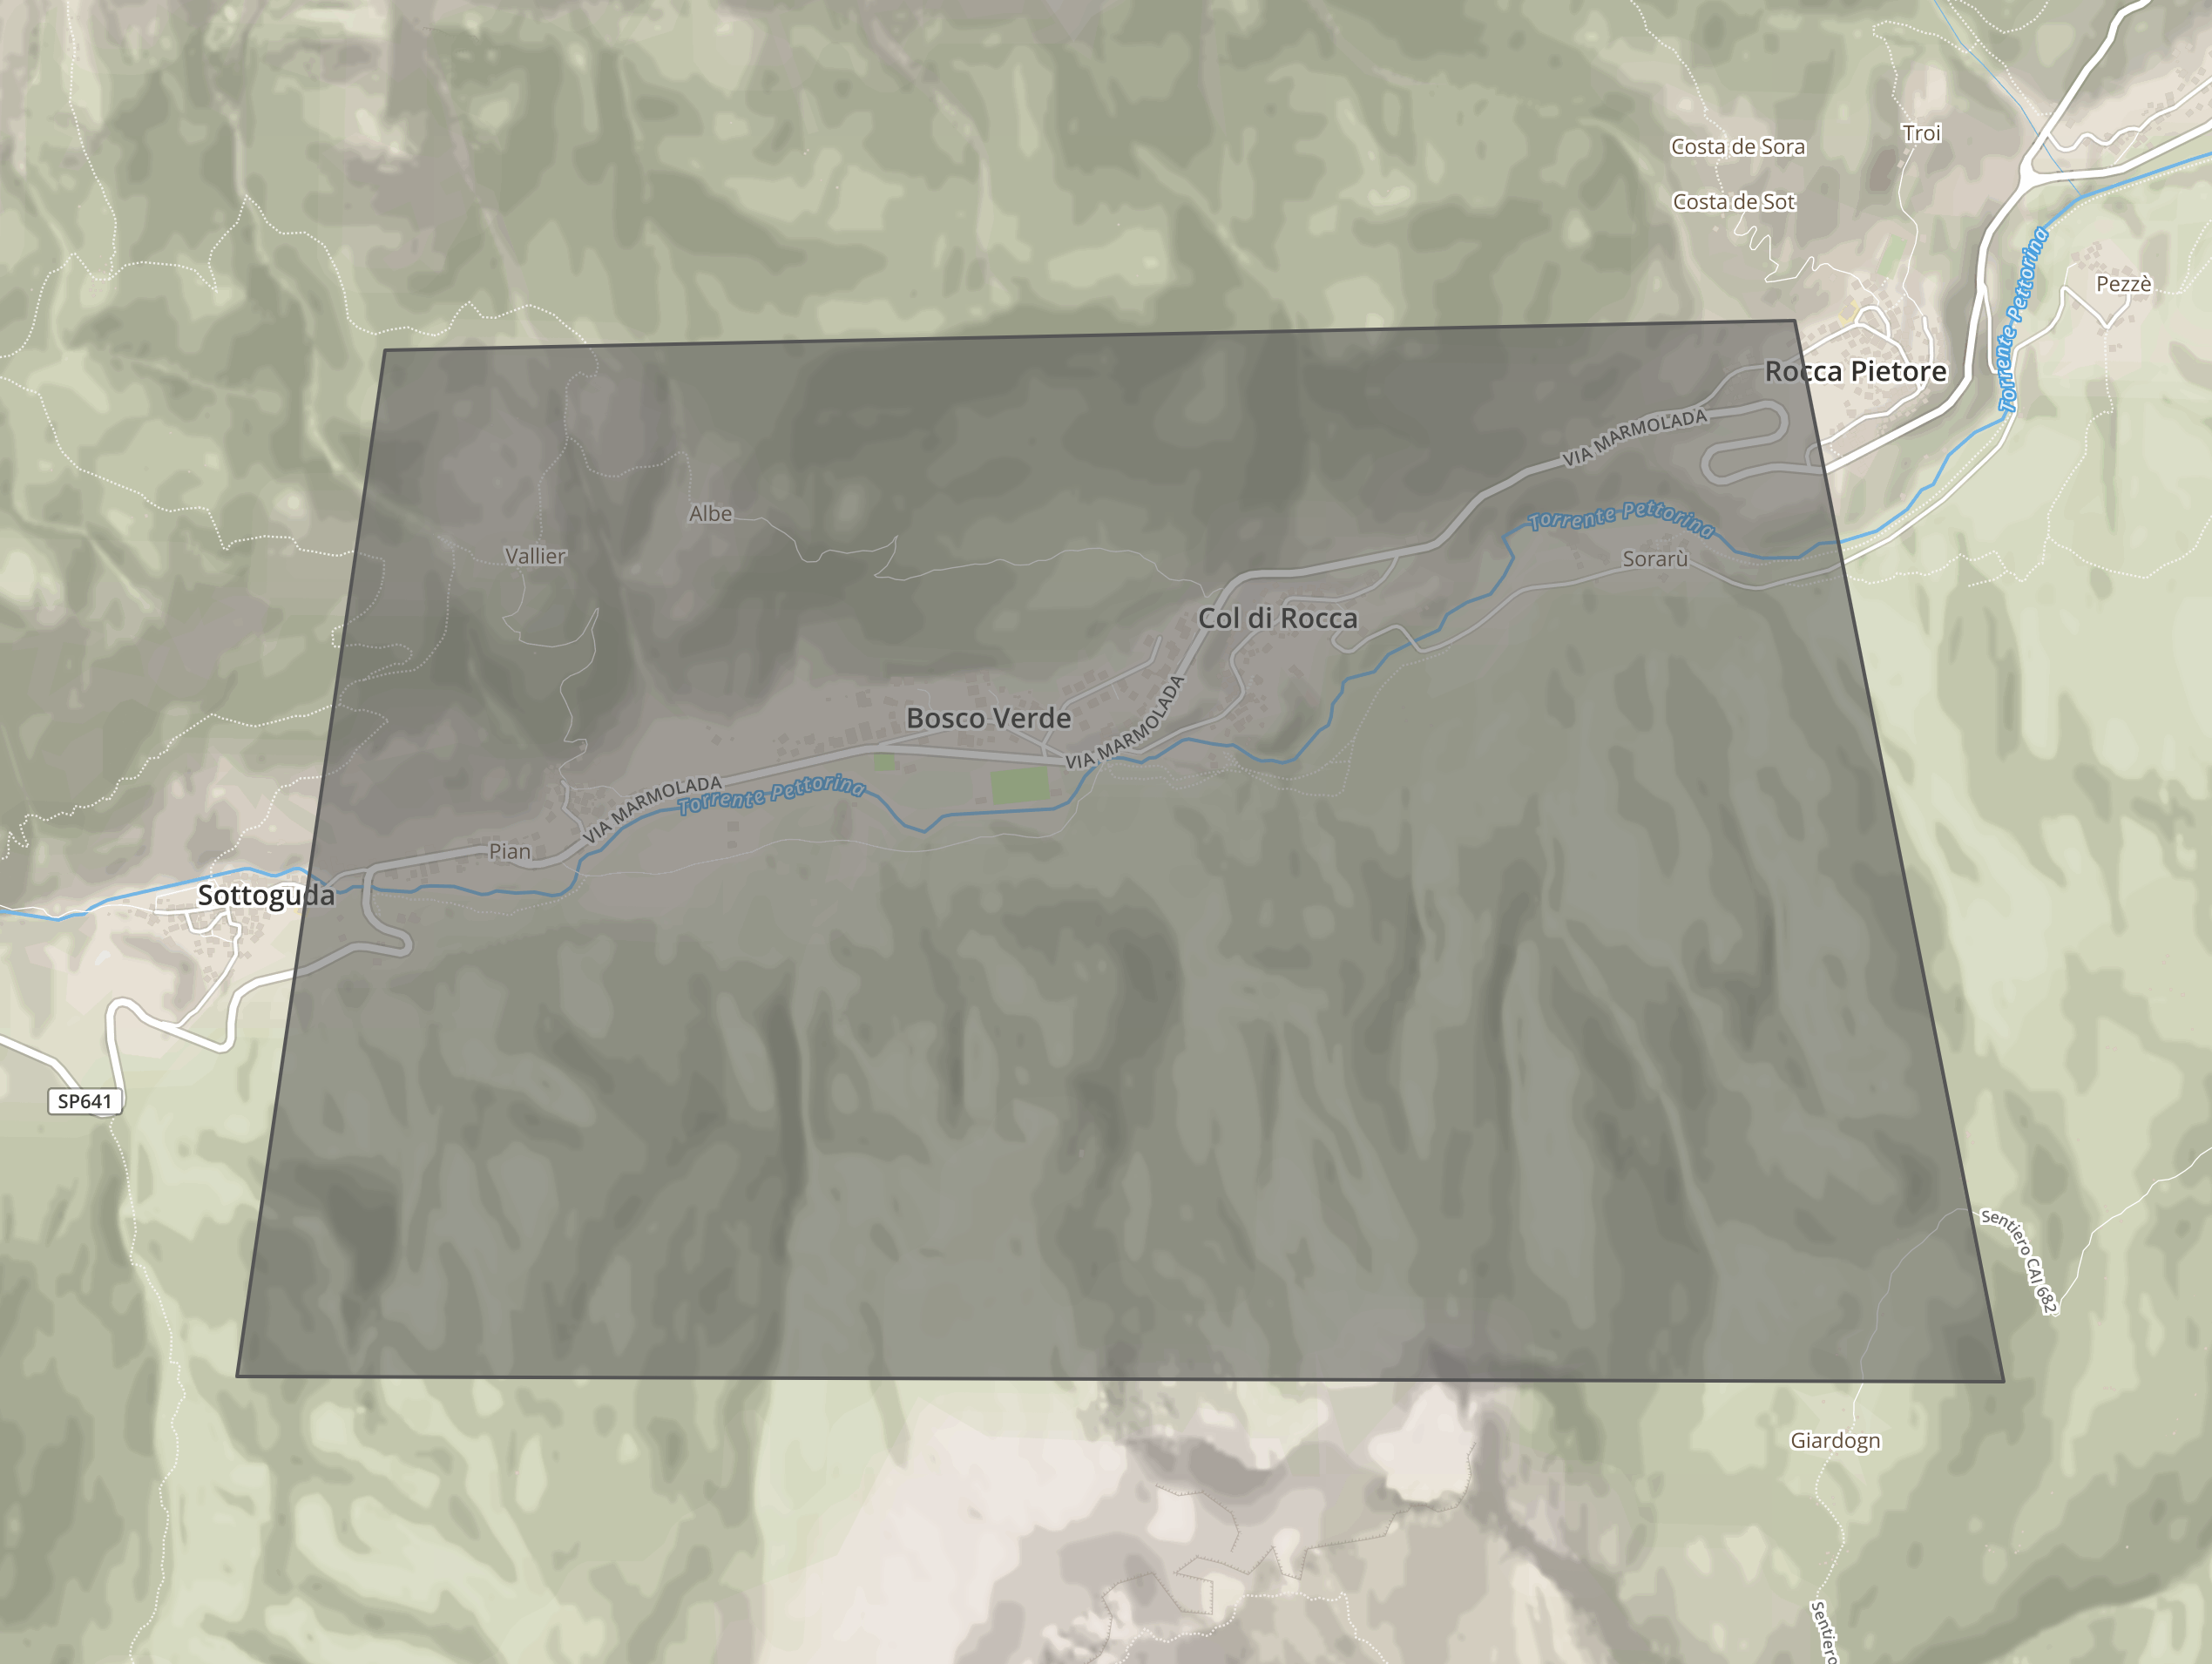 Troi
Costa de Sora
Costa de Sot
Torrente Pettorina
Pezzè
Rocca Pietore
VIA MARMOLADA
Albe
Torrente Pettorina
Vallier
Sorarù
Col di Rocca
Bosco Verde
VIA MARMOLADA
VIA MARMOLADA
Torrente Pettorina
Pian
Sottoguda
SP641
Sentiero CAI 682
Giardogn
Sentiero